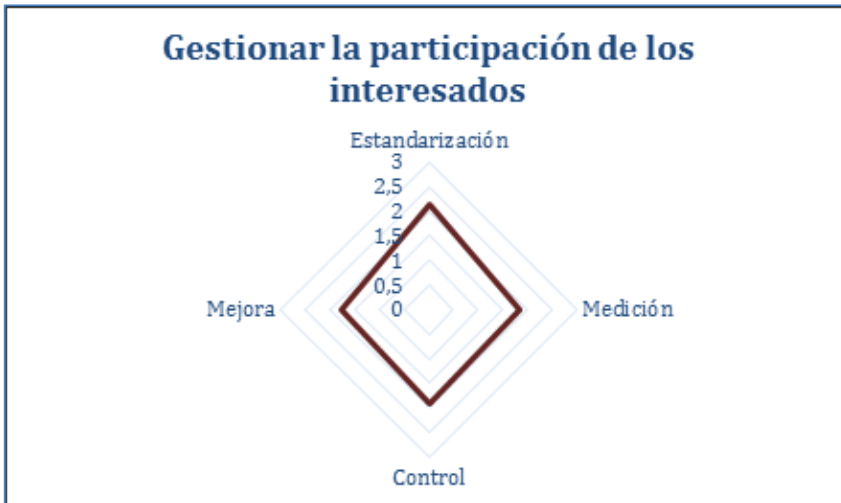 Gestionar la participación de los
interesados
Estandarización
3
2,5
2
1,5
1
0,5
0
Mejora
Medición
Control